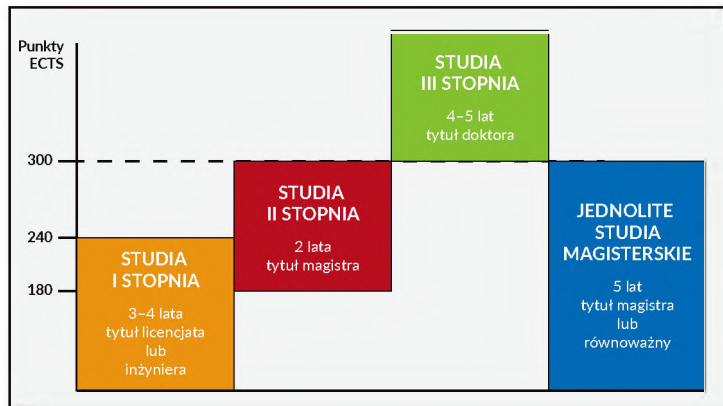 Punkty
ECTS
300
240
180
STUDIA
I STOPNIA
3–4 lata
tytuł licencjata
lub
inżyniera
STUDIA
II STOPNIA
2 lata
tytuł magistra
STUDIA
III STOPNIA
4–5 lat
tytuł doktora
JEDNOLITE
STUDIA
MAGISTERSKIE
5 lat
tytuł magistra
lub
równoważny